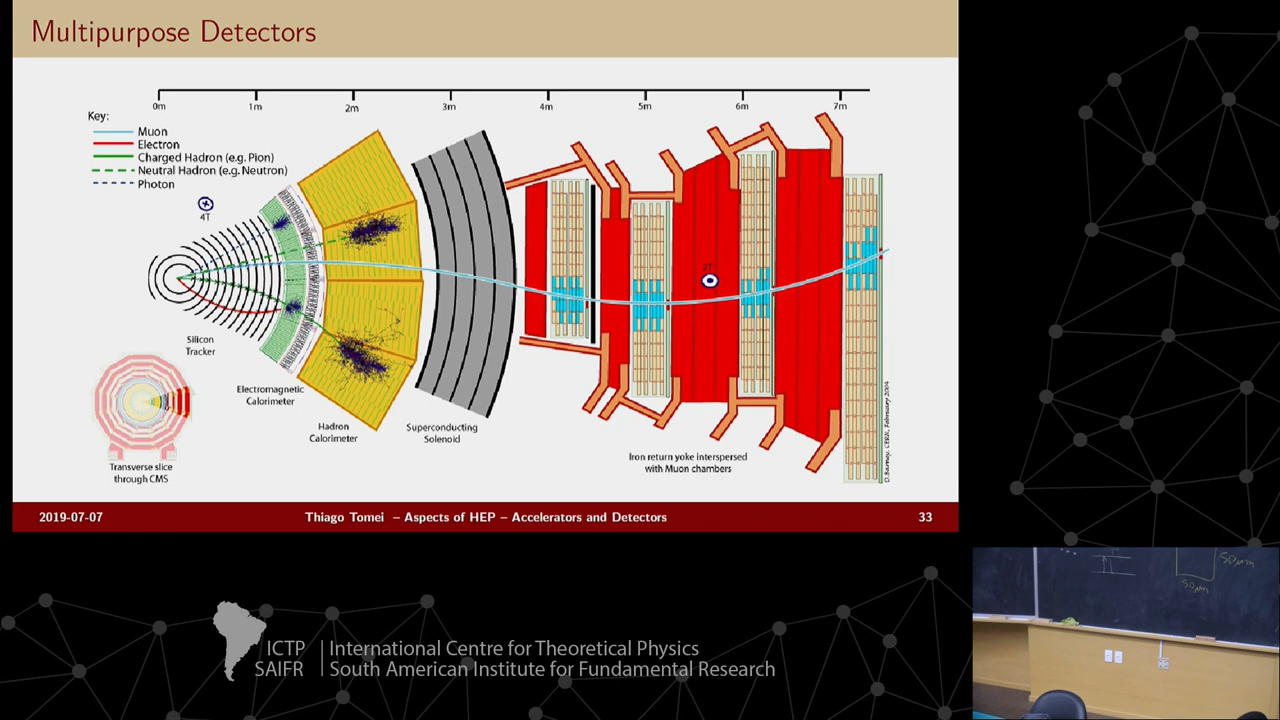 Multipurpose Detectors
0m 1m 2m 3m 4m 5m 6m 7m
Key:
Muon
Electron
Charged Hadron (e.g. Pion)
Neutral Hadron (e.g. Neutron)
Photon
4T
2T
Silicon
Tracker
Electromagnetic
Calorimeter
Hadron
Calorimeter
Superconducting
Solenoid
Iron return yoke interspersed
with Muon chambers
Transverse slice
through CMS
D.Barney, CERN, February 2004
2019-07-07 Thiago Tomei – Aspects of HEP – Accelerators and Detectors 33
50μm
50μm
ICTP International Centre for Theoretical Physics
SAIFR South American Institute for Fundamental Research